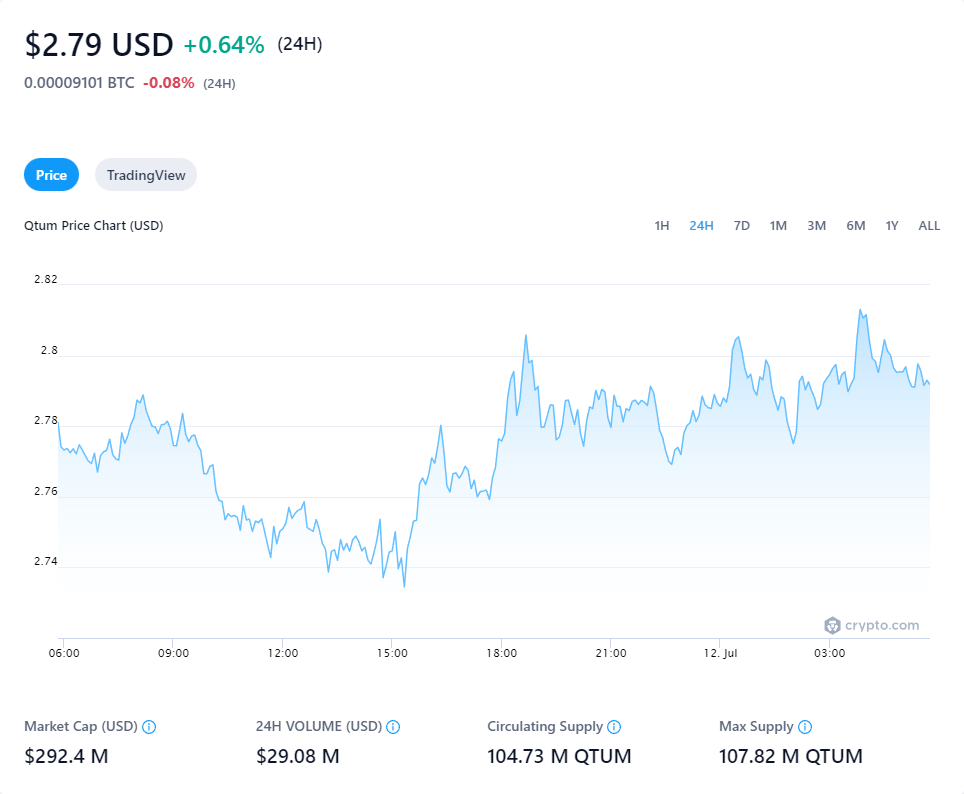 $2.79 USD +0.64% (24H)
0.00009101 BTC -0.08% (24H)
Price TradingView
Qtum Price Chart (USD) 1H 24H 7D 1M 3M 6M 1Y ALL
2.82
2.8
2.78
2.76
2.74
crypto.com
06:00 09:00 12:00 15:00 18:00 21:00 12. Jul 03:00
Market Cap (USD) 24H VOLUME (USD) Circulating Supply Max Supply
$292.4 M $29.08 M 104.73 M QTUM 107.82 M QTUM